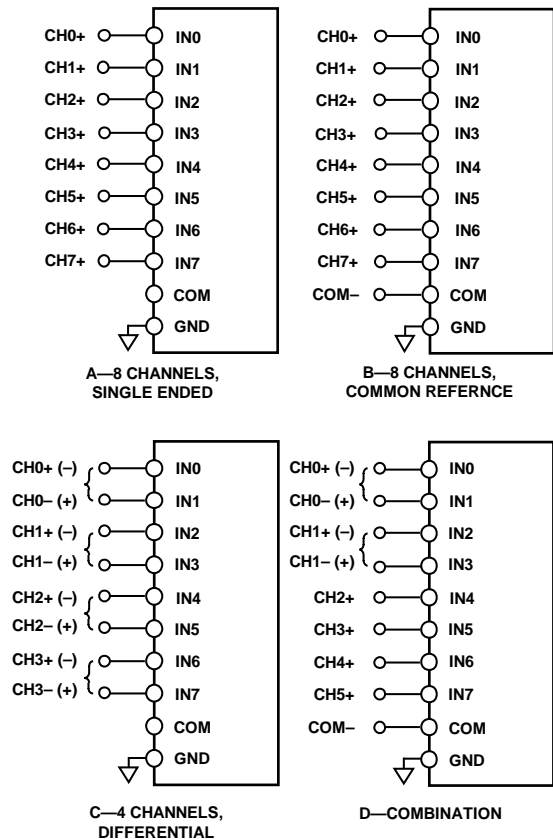 CH0+ IN0
CH1+ IN1
CH2+ IN2
CH3+ IN3
CH4+ IN4
CH5+ IN5
CH6+ IN6
CH7+ IN7
COM
GND
A—8 CHANNELS,
SINGLE ENDED
CH0+ IN0
CH1+ IN1
CH2+ IN2
CH3+ IN3
CH4+ IN4
CH5+ IN5
CH6+ IN6
CH7+ IN7
COM– COM
GND
B—8 CHANNELS,
COMMON REFERNCE
CH0+ (–) IN0
CH0– (+) IN1
CH1+ (–) IN2
CH1– (+) IN3
CH2+ (–) IN4
CH2– (+) IN5
CH3+ (–) IN6
CH3– (+) IN7
COM
GND
C—4 CHANNELS,
DIFFERENTIAL
CH0+ (–) IN0
CH0– (+) IN1
CH1+ (–) IN2
CH1– (+) IN3
CH2+ IN4
CH3+ IN5
CH4+ IN6
CH5+ IN7
COM– COM
GND
D—COMBINATION